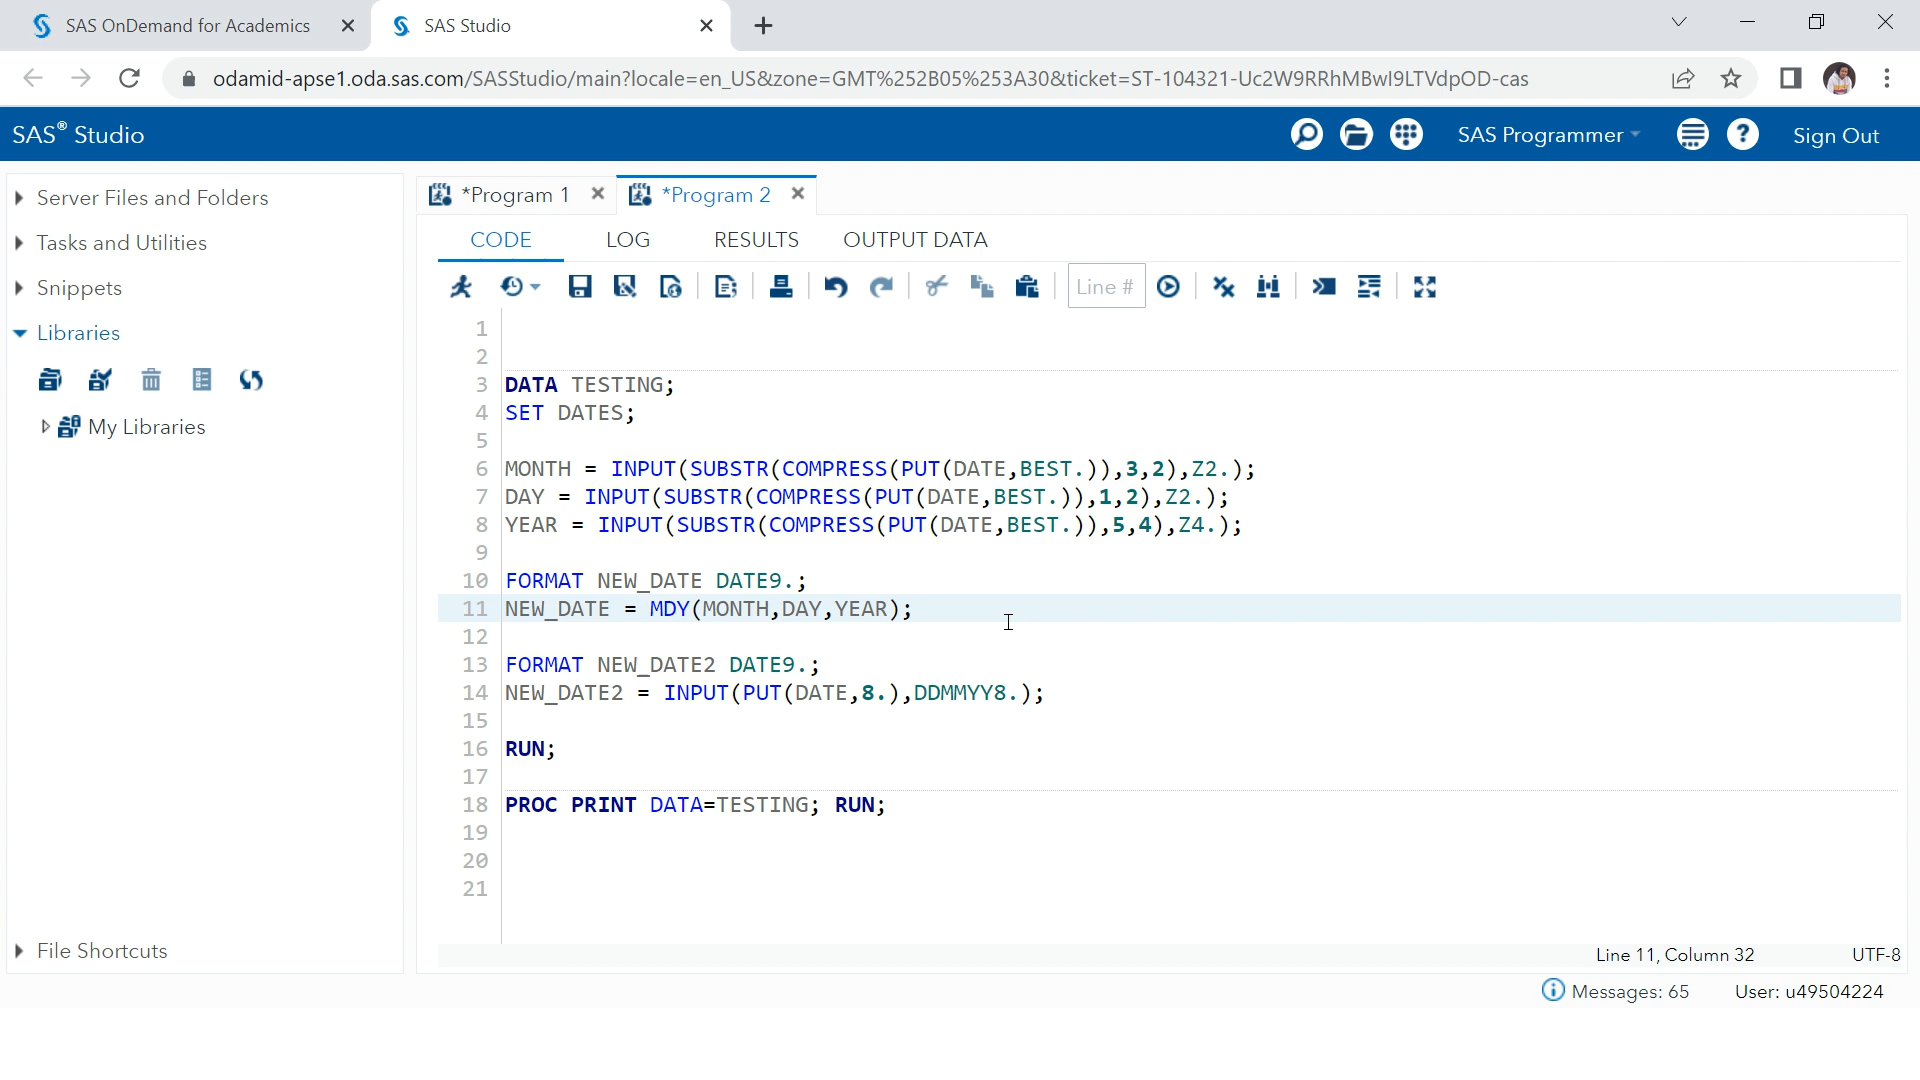 SAS OnDemand for Academics
SAS Studio
odamid-apse1.oda.sas.com/SASStudio/main?locale=en_US&zone=GMT%252B05%253A30&ticket=ST-104321-Uc2W9RRhMBwI9LTVdpOD-cas
SAS® Studio
SAS Programmer
Sign Out
Server Files and Folders
Tasks and Utilities
Snippets
Libraries
My Libraries
File Shortcuts
*Program 1
*Program 2
CODE LOG RESULTS OUTPUT DATA
Line #
1
2
3 DATA TESTING;
4 SET DATES;
5
6 MONTH = INPUT(SUBSTR(COMPRESS(PUT(DATE,BEST.)),3,2),Z2.);
7 DAY = INPUT(SUBSTR(COMPRESS(PUT(DATE,BEST.)),1,2),Z2.);
8 YEAR = INPUT(SUBSTR(COMPRESS(PUT(DATE,BEST.)),5,4),Z4.);
9
10 FORMAT NEW_DATE DATE9.;
11 NEW_DATE = MDY(MONTH,DAY,YEAR);
12
13 FORMAT NEW_DATE2 DATE9.;
14 NEW_DATE2 = INPUT(PUT(DATE,8.),DDMMYY8.);
15
16 RUN;
17
18 PROC PRINT DATA=TESTING; RUN;
19
20
21
Line 11, Column 32
UTF-8
Messages: 65
User: u49504224